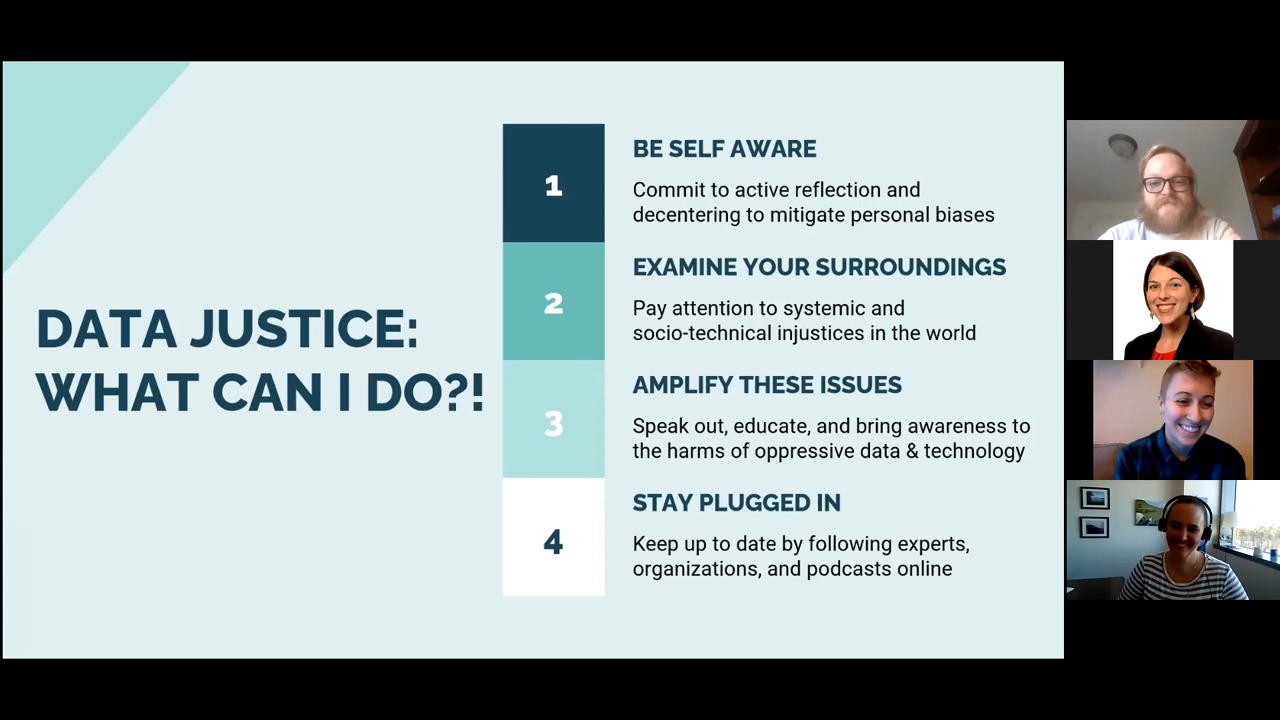 DATA JUSTICE:
WHAT CAN I DO?!
1
BE SELF AWARE
Commit to active reflection and
decentering to mitigate personal biases
2
EXAMINE YOUR SURROUNDINGS
Pay attention to systemic and
socio-technical injustices in the world
3
AMPLIFY THESE ISSUES
Speak out, educate, and bring awareness to
the harms of oppressive data & technology
4
STAY PLUGGED IN
Keep up to date by following experts,
organizations, and podcasts online